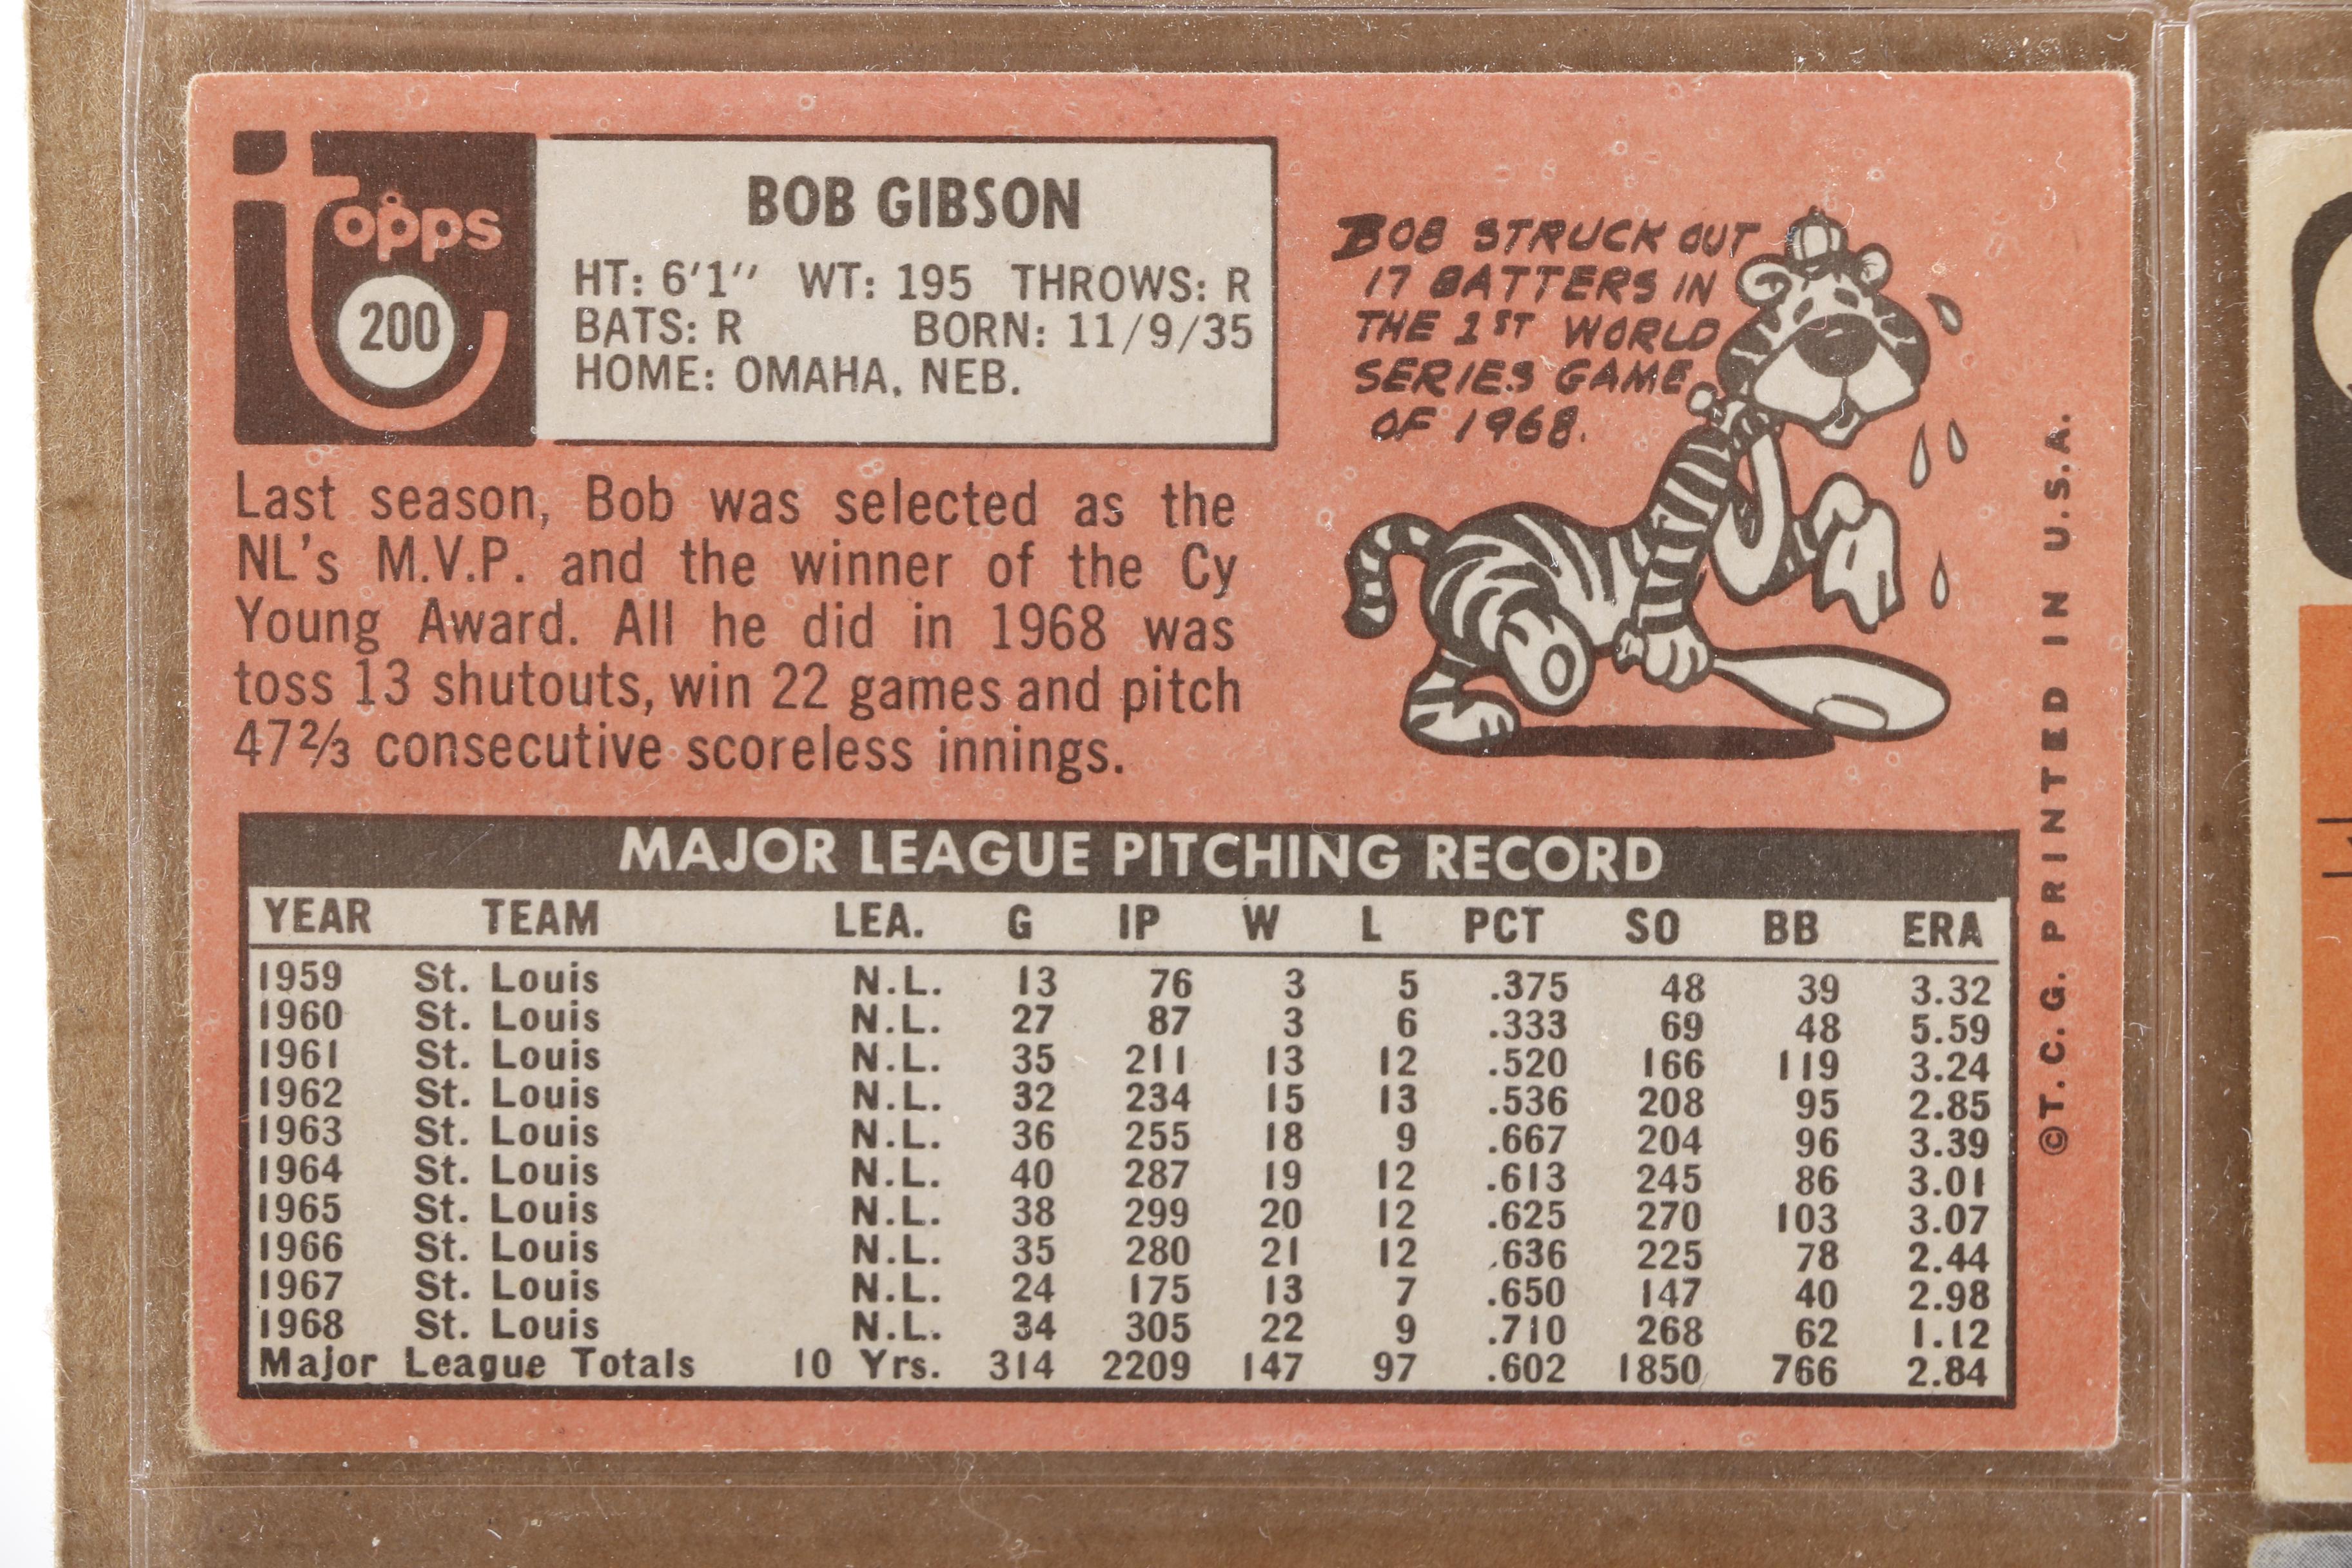 topps
200
BOB GIBSON
HT: 6'1" WT: 195 THROWS: R
BATS: R BORN: 11/9/35
HOME: OMAHA, NEB.
BOB STRUCK OUT
17 BATTERS IN
THE 1ST WORLD
SERIES GAME
OF 1968.
Last season, Bob was selected as the
NL's M.V.P. and the winner of the Cy
Young Award. All he did in 1968 was
toss 13 shutouts, win 22 games and pitch
47⅔ consecutive scoreless innings.
MAJOR LEAGUE PITCHING RECORD
YEAR TEAM LEA. G IP W L PCT SO BB ERA
1959 St. Louis N.L. 13 76 3 5 .375 48 39 3.32
1960 St. Louis N.L. 27 87 3 6 .333 69 48 5.59
1961 St. Louis N.L. 35 211 13 12 .520 166 119 3.24
1962 St. Louis N.L. 32 234 15 13 .536 208 95 2.85
1963 St. Louis N.L. 36 255 18 9 .667 204 96 3.39
1964 St. Louis N.L. 40 287 19 12 .613 245 86 3.01
1965 St. Louis N.L. 38 299 20 12 .625 270 103 3.07
1966 St. Louis N.L. 35 280 21 12 .636 225 78 2.44
1967 St. Louis N.L. 24 175 13 7 .650 147 40 2.98
1968 St. Louis N.L. 34 305 22 9 .710 268 62 1.12
Major League Totals 10 Yrs. 314 2209 147 97 .602 1850 766 2.84
©T.C.G. PRINTED IN U.S.A.